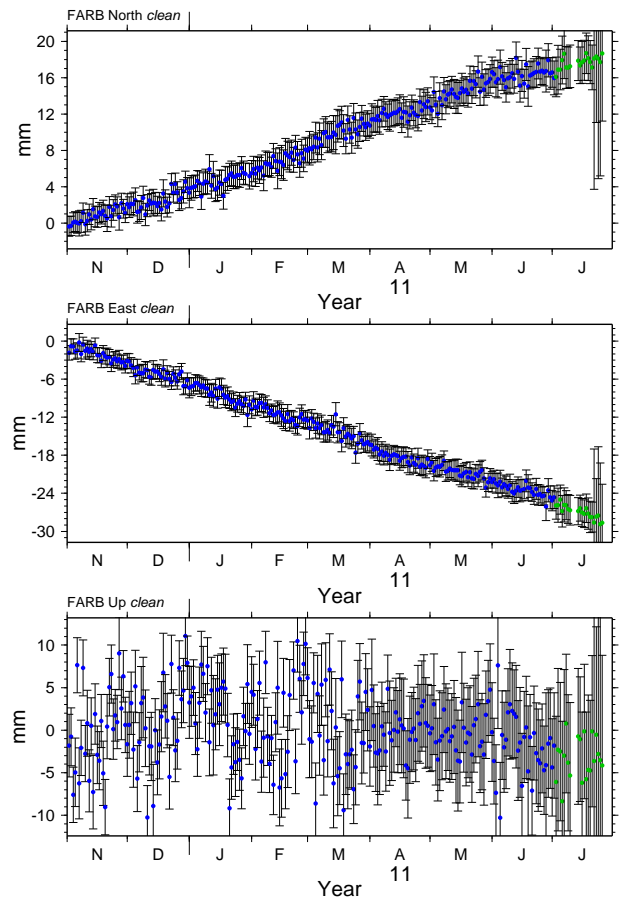 FARB North clean
20
16
12
8
4
0
mm
N D J F M A M J J
11
Year
FARB East clean
0
-6
-12
-18
-24
-30
mm
N D J F M A M J J
11
Year
FARB Up clean
10
5
0
-5
-10
mm
N D J F M A M J J
11
Year